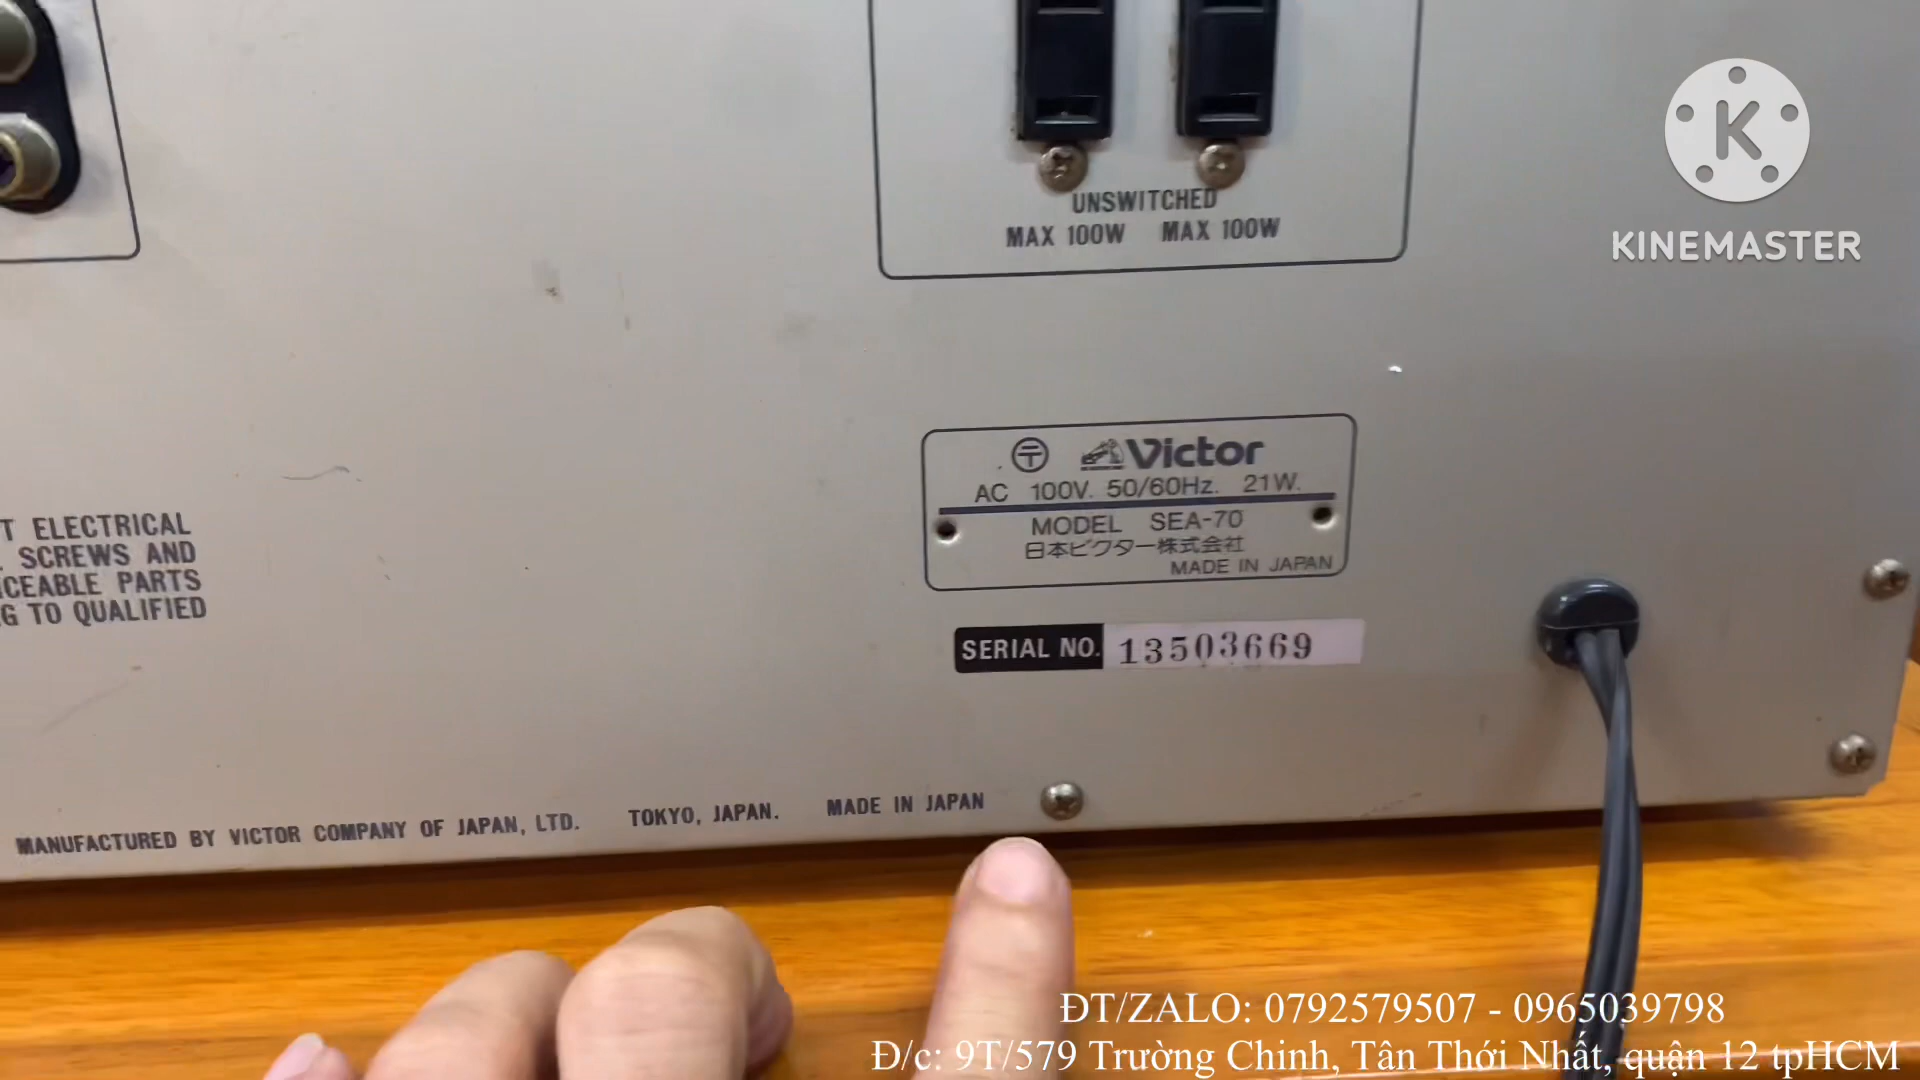 UNSWITCHED
MAX 100W MAX 100W
K
KINEMASTER
〒 Victor
AC 100V. 50/60Hz. 21W.
MODEL SEA-70
日本ビクター株式会社
MADE IN JAPAN
SERIAL NO. 13503669
ELECTRICAL
SCREWS AND
PARTS
TO QUALIFIED
MANUFACTURED BY VICTOR COMPANY OF JAPAN, LTD. TOKYO, JAPAN. MADE IN JAPAN
ĐT/ZALO: 0792579507 - 0965039798
Đ/c: 9T/579 Trường Chinh, Tân Thới Nhất, quận 12 tpHCM